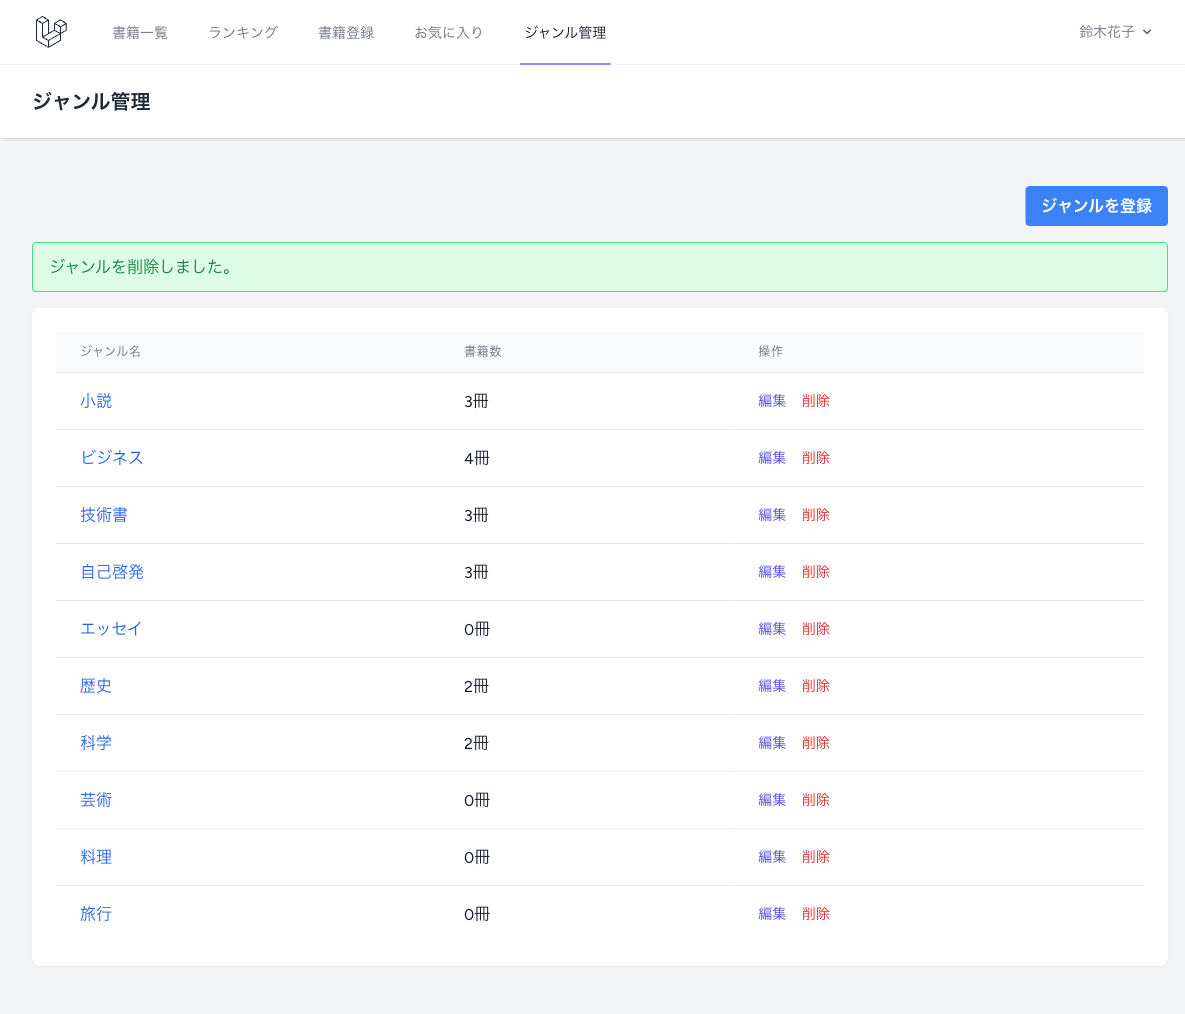 書籍一覧 ランキング 書籍登録 お気に入り ジャンル管理 鈴木花子
ジャンル管理
ジャンルを登録
ジャンルを削除しました。
ジャンル名 書籍数 操作
小説 3冊 編集 削除
ビジネス 4冊 編集 削除
技術書 3冊 編集 削除
自己啓発 3冊 編集 削除
エッセイ 0冊 編集 削除
歴史 2冊 編集 削除
科学 2冊 編集 削除
芸術 0冊 編集 削除
料理 0冊 編集 削除
旅行 0冊 編集 削除